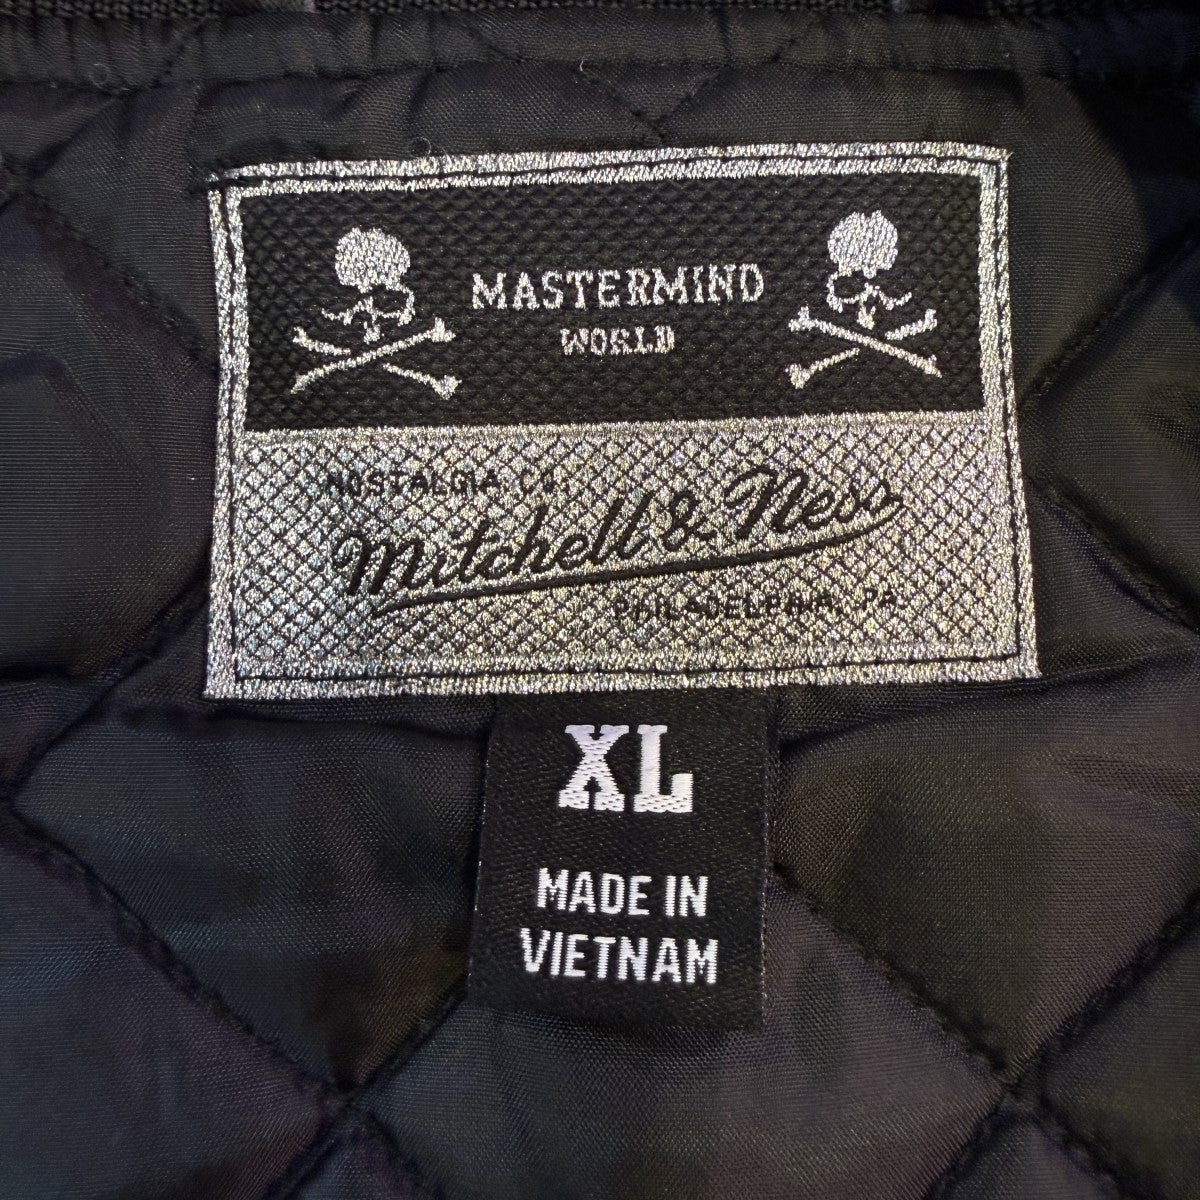 MASTERMIND
WORLD
NOSTALGIA CO.
Mitchell & Ness
PHILADELPHIA, PA.
XL
MADE IN
VIETNAM